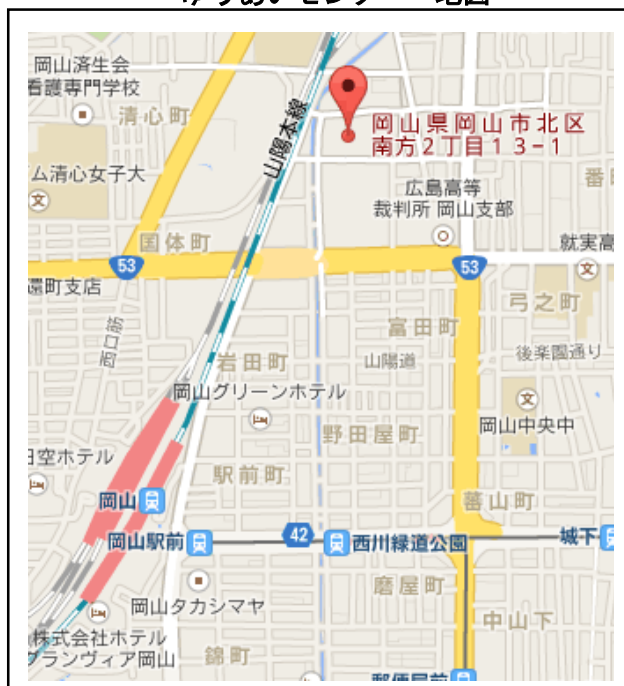 岡山済生会
看護専門学校
清心町
山陽本線
岡山県岡山市北区
南方2丁目13-1
ム清心女子大
広島高等
裁判所 岡山支部
番
国体町
就実高
53
53
還町支店
弓之町
西口筋
富田町
岩田町
山陽道
後楽園通り
岡山グリーンホテル
野田屋町
岡山中央中
日空ホテル
駅前町
岡山
蕃山町
岡山駅前
42
西川緑道公園
城下
磨屋町
岡山タカシマヤ
中山下
株式会社ホテル
グランヴィア岡山
錦町
郵便局前